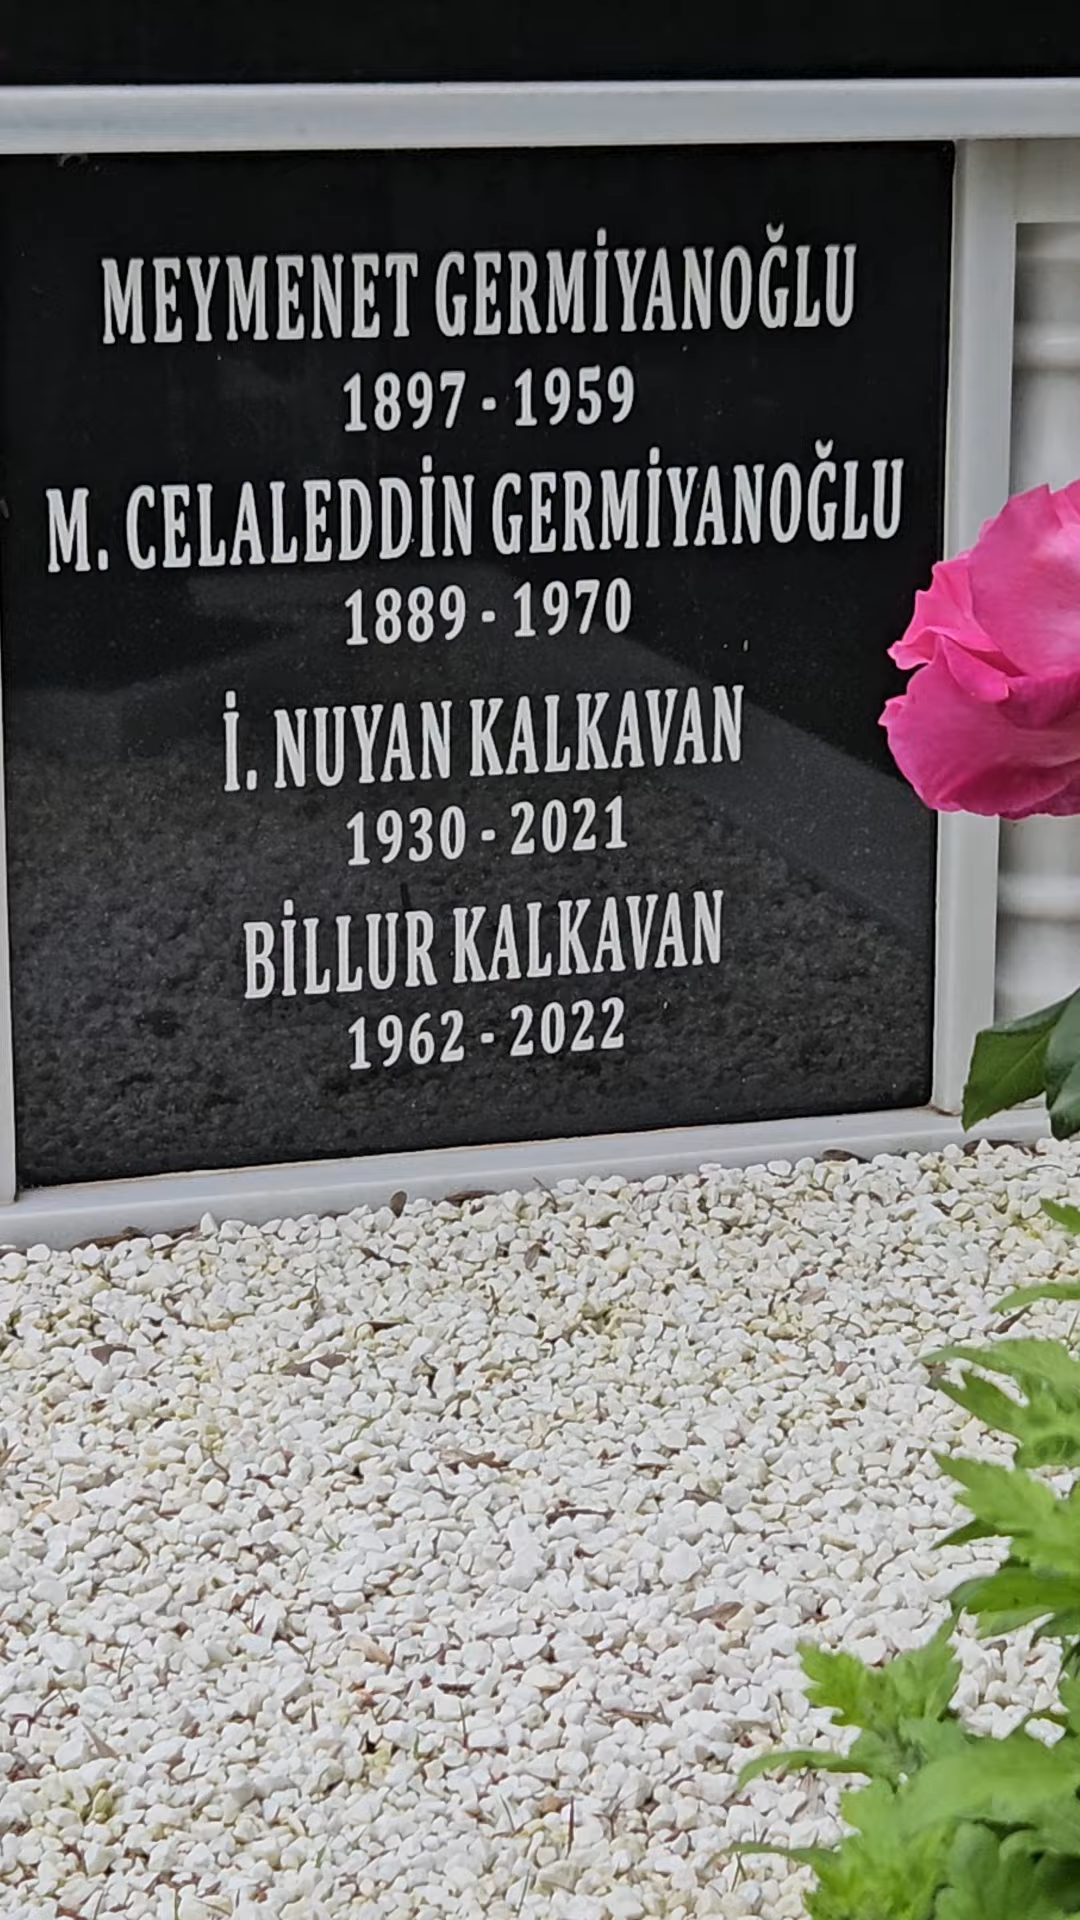 MEYMENET GERMİYANOĞLU
1897 - 1959
M. CELALEDDİN GERMİYANOĞLU
1889 - 1970
İ. NUYAN KALKAVAN
1930 - 2021
BİLLUR KALKAVAN
1962 - 2022